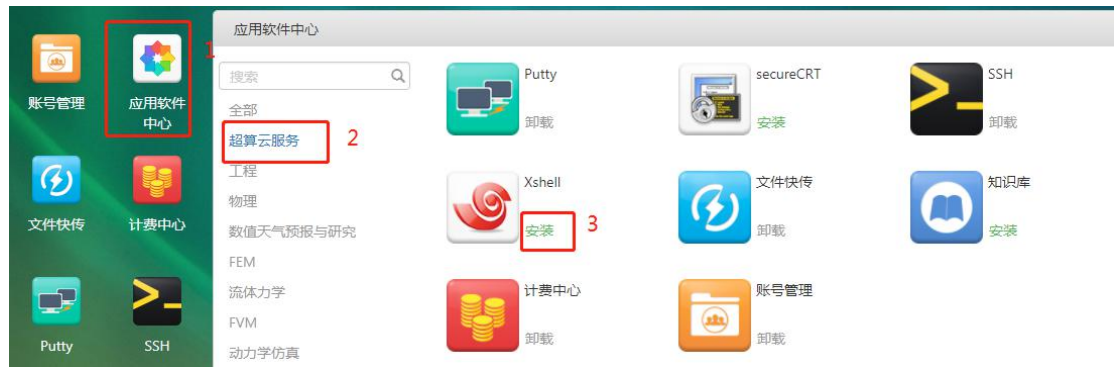 账号管理
应用软件
中心
1
文件快传
计费中心
Putty
SSH
应用软件中心
搜索
全部
超算云服务
2
工程
物理
数值天气预报与研究
FEM
流体力学
FVM
动力学仿真
Putty
卸载
secureCRT
安装
SSH
卸载
Xshell
安装
3
文件快传
卸载
知识库
安装
计费中心
卸载
账号管理
卸载